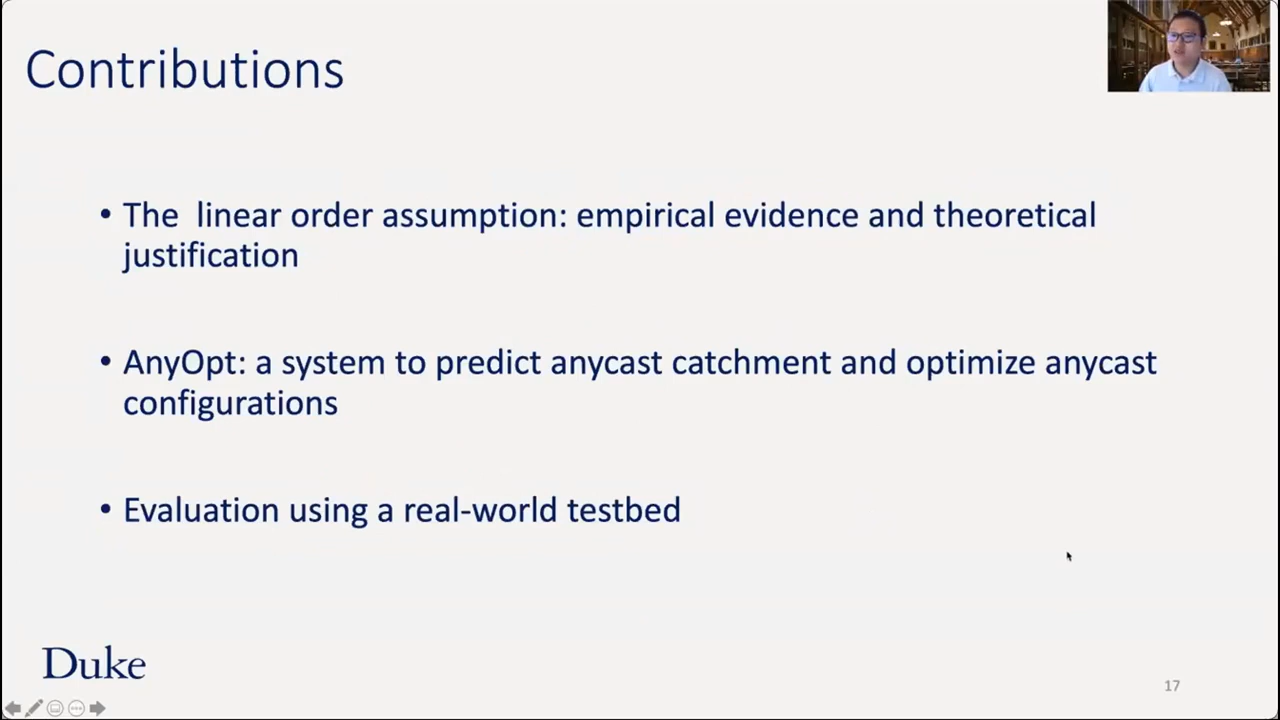 Contributions
• The  linear order assumption: empirical evidence and theoretical
justification
• AnyOpt: a system to predict anycast catchment and optimize anycast
configurations
• Evaluation using a real-world testbed
Duke
17